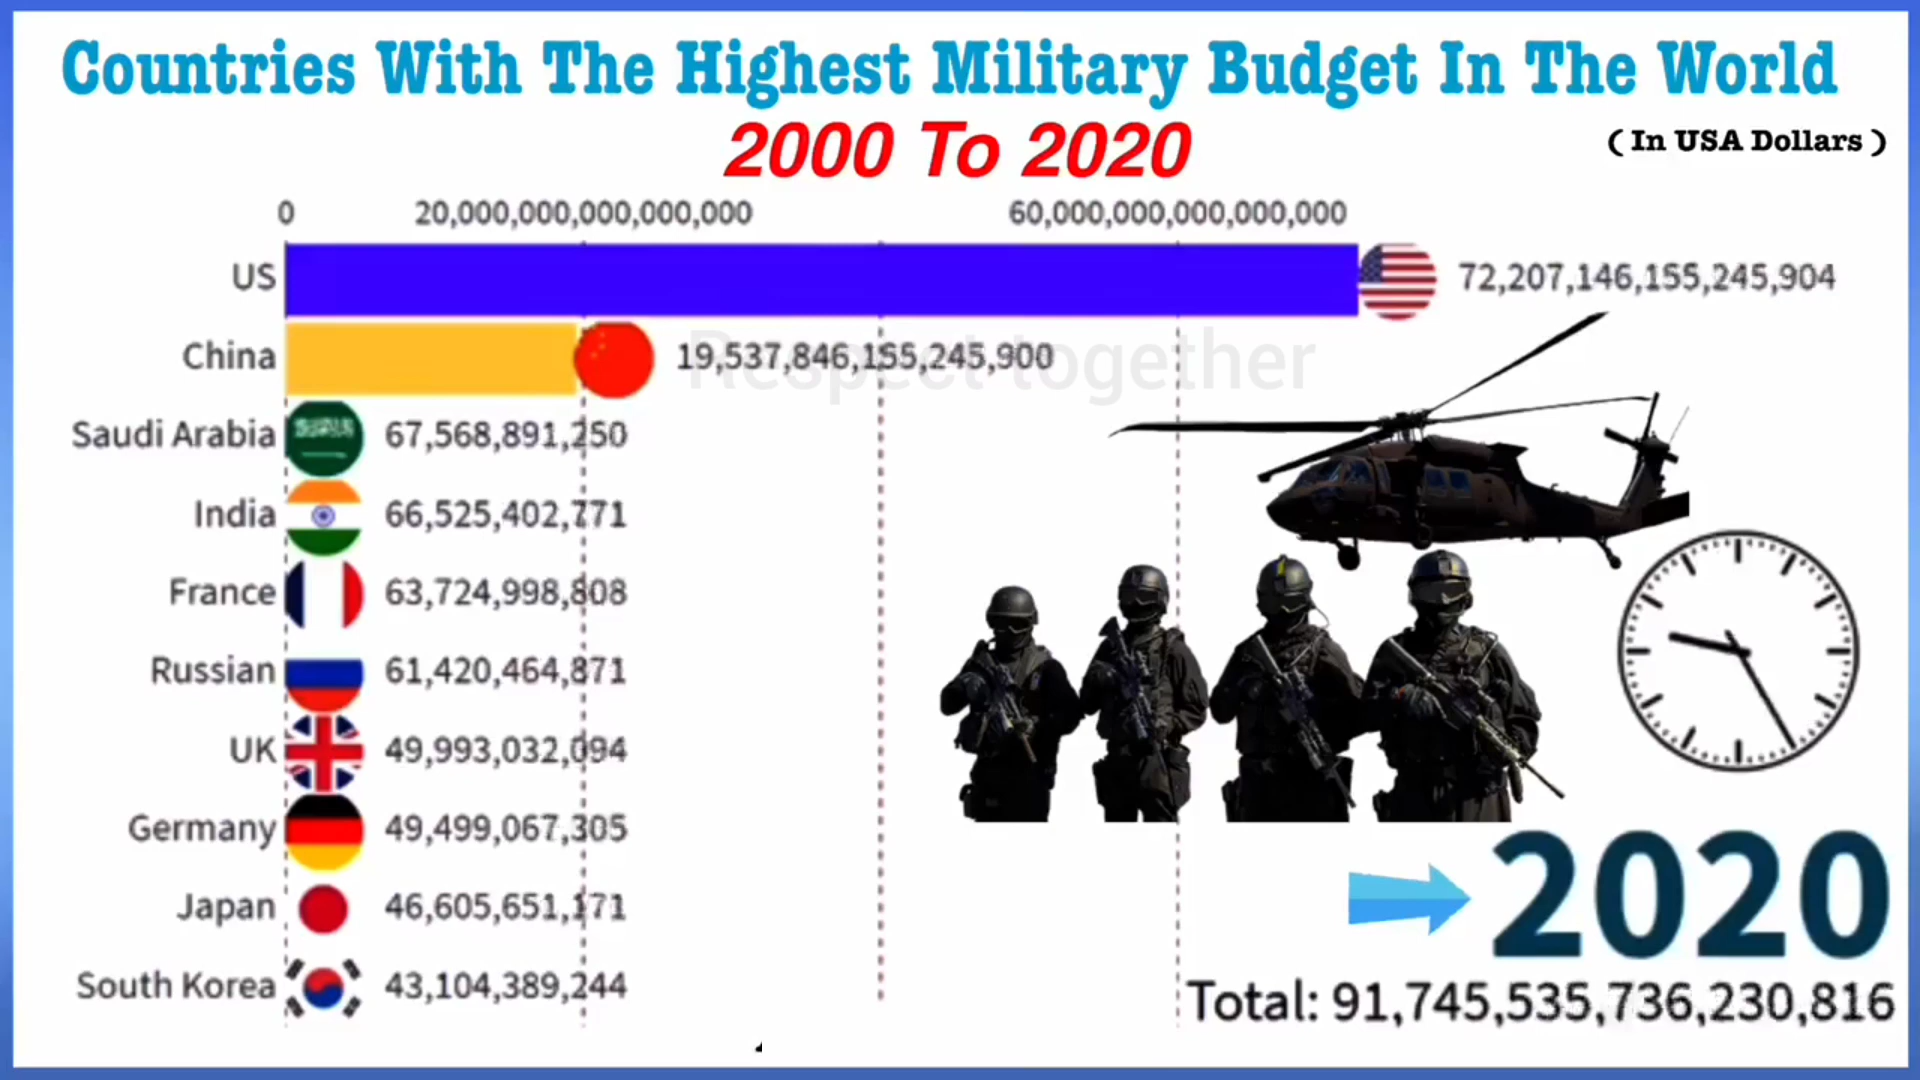 Countries With The Highest Military Budget In The World
2000 To 2020
( In USA Dollars )
0 20,000,000,000,000,000 60,000,000,000,000,000
US 72,207,146,155,245,904
Respect together
China 19,537,846,155,245,900
Saudi Arabia 67,568,891,250
India 66,525,402,771
France 63,724,998,808
Russian 61,420,464,871
UK 49,993,032,094
Germany 49,499,067,305
Japan 46,605,651,171
South Korea 43,104,389,244
2020
Total: 91,745,535,736,230,816